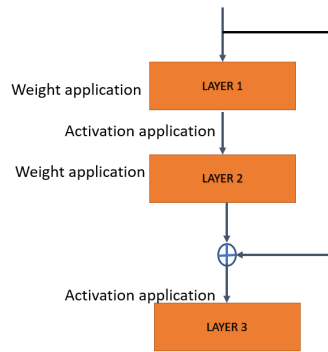 Weight application
LAYER 1
Activation application
Weight application
LAYER 2
Activation application
LAYER 3